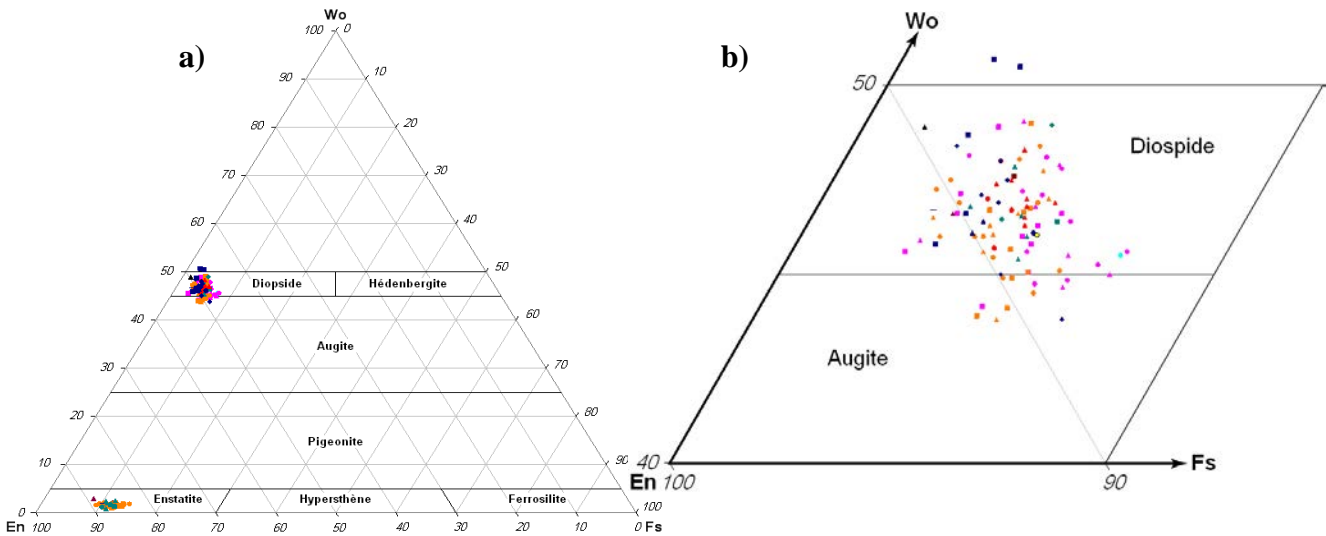 a)
Wo
100 0
90 10
80 20
70 30
60 40
50 50
Diopside Hédenbergite
40 60
Augite
30 70
20 80
Pigeonite
10 90
Enstatite Hypersthène Ferrosilite
0 100
En 100 90 80 70 60 50 40 30 20 10 0 Fs
b)
Wo
50
Diospide
Augite
40
En
100 90
Fs